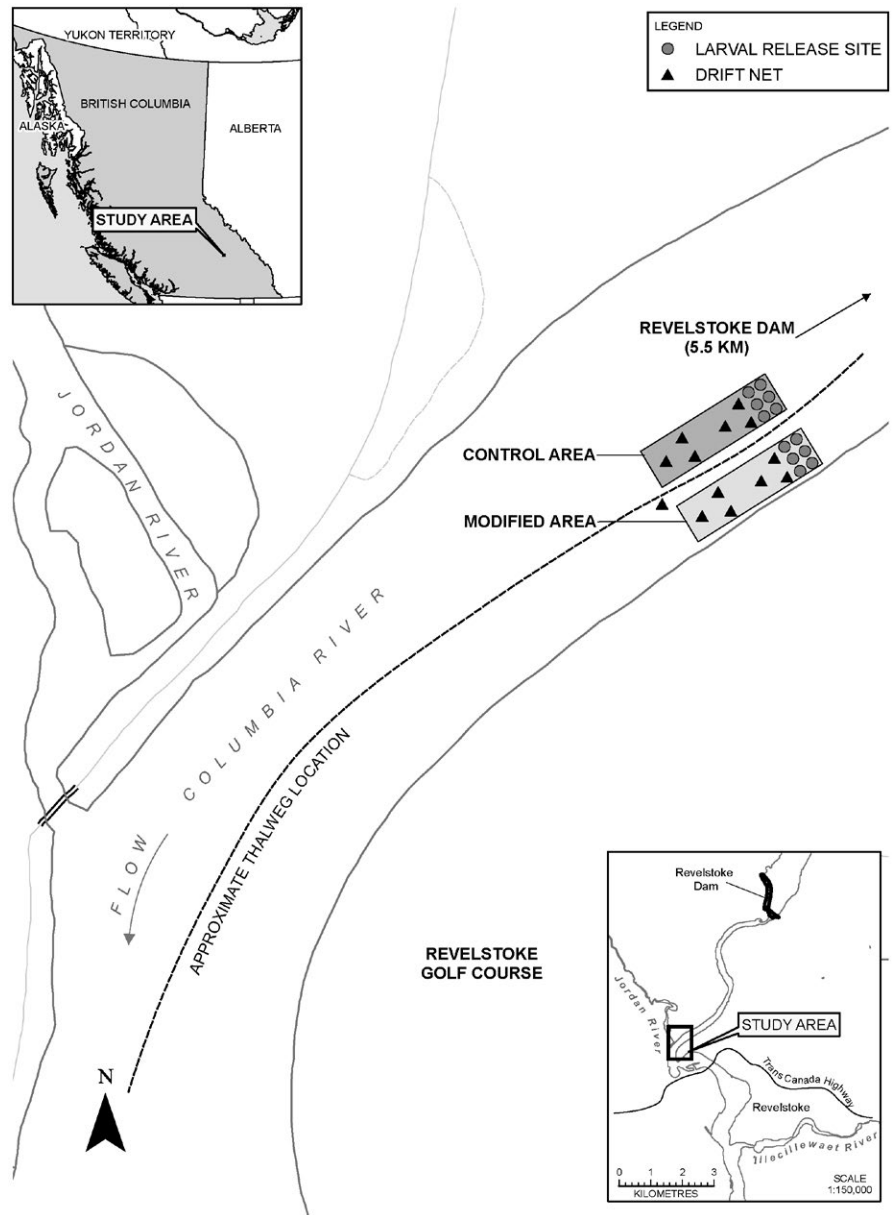 YUKON TERRITORY
BRITISH COLUMBIA
ALASKA
ALBERTA
STUDY AREA
LEGEND
LARVAL RELEASE SITE
DRIFT NET
REVELSTOKE DAM
(5.5 KM)
CONTROL AREA
MODIFIED AREA
JORDAN RIVER
COLUMBIA RIVER
FLOW
APPROXIMATE THALWEG LOCATION
REVELSTOKE
GOLF COURSE
N
Revelstoke
Dam
Jordan River
STUDY AREA
Trans Canada Highway
Revelstoke
Illecillewaet River
0 1 2 3
KILOMETRES
SCALE
1:150,000